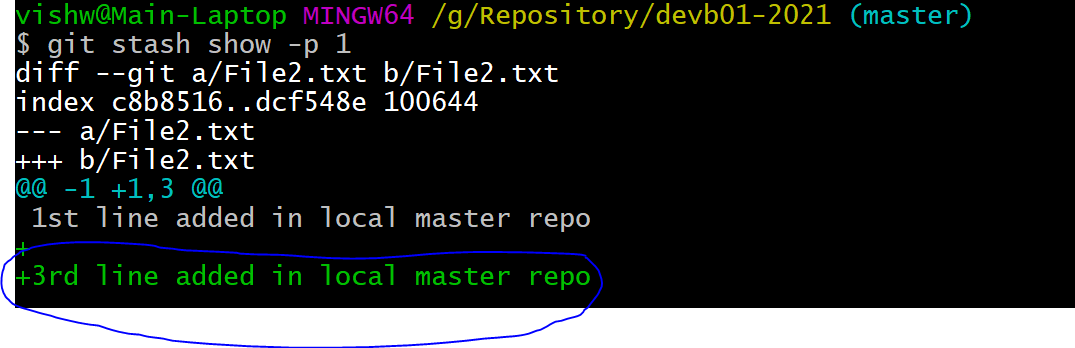 vishw@Main-Laptop MINGW64 /g/Repository/devb01-2021 (master)
$ git stash show -p 1
diff --git a/File2.txt b/File2.txt
index c8b8516..dcf548e 100644
--- a/File2.txt
+++ b/File2.txt
@@ -1 +1,3 @@
 1st line added in local master repo
+
+3rd line added in local master repo